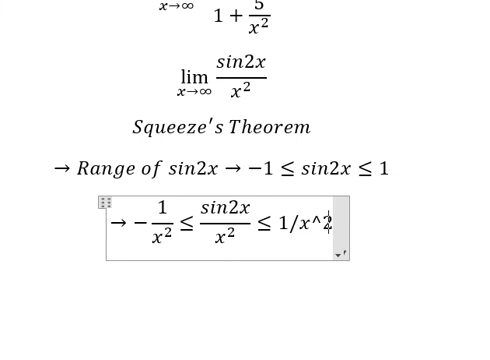 x→∞ 1 + 5/x²
lim x→∞ sin2x/x²
Squeeze's Theorem
→ Range of sin2x → −1 ≤ sin2x ≤ 1
→ −1/x² ≤ sin2x/x² ≤ 1/x^2